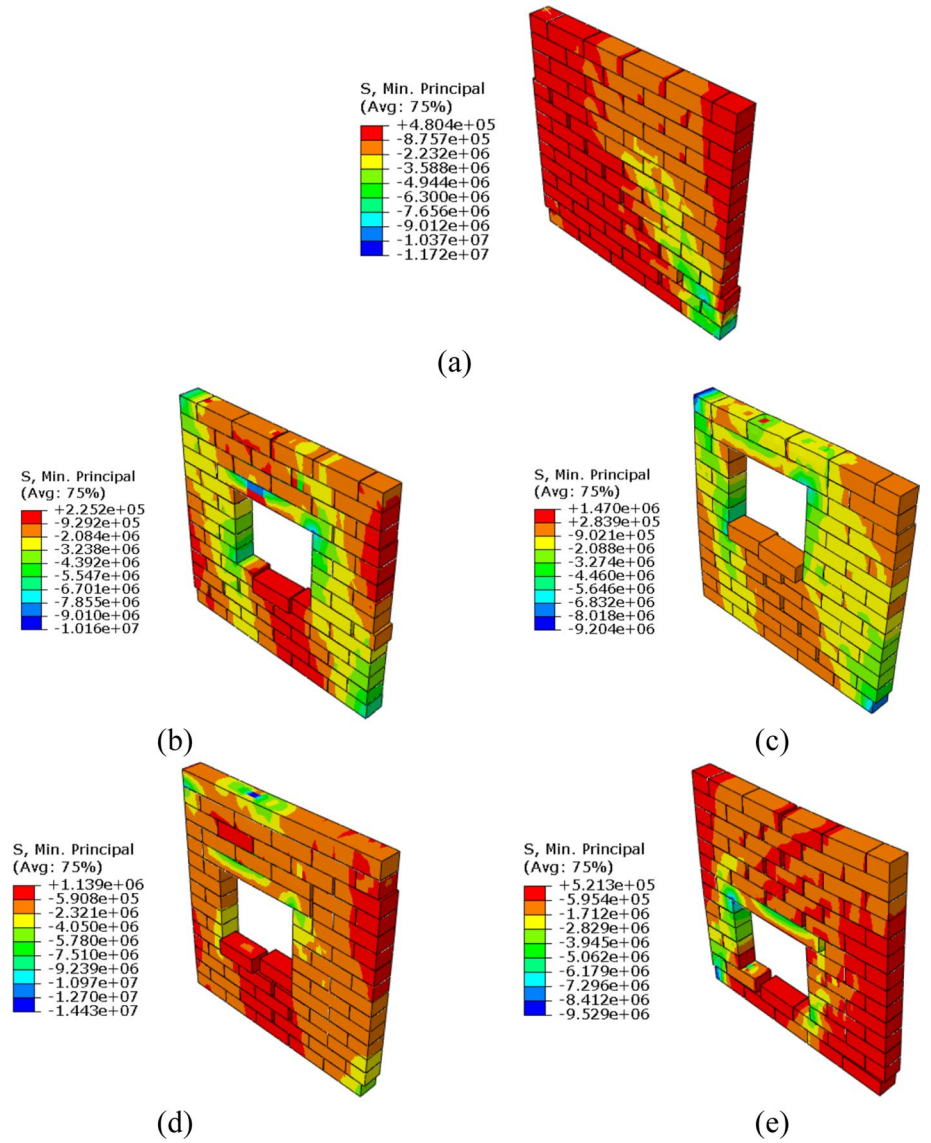 S, Min. Principal
(Avg: 75%)
+4.804e+05
-8.757e+05
-2.232e+06
-3.588e+06
-4.944e+06
-6.300e+06
-7.656e+06
-9.012e+06
-1.037e+07
-1.172e+07
(a)
S, Min. Principal
(Avg: 75%)
+2.252e+05
-9.292e+05
-2.084e+06
-3.238e+06
-4.392e+06
-5.547e+06
-6.701e+06
-7.855e+06
-9.010e+06
-1.016e+07
(b)
S, Min. Principal
(Avg: 75%)
+1.470e+06
+2.839e+05
-9.021e+05
-2.088e+06
-3.274e+06
-4.460e+06
-5.646e+06
-6.832e+06
-8.018e+06
-9.204e+06
(c)
S, Min. Principal
(Avg: 75%)
+1.139e+06
-5.908e+05
-2.321e+06
-4.050e+06
-5.780e+06
-7.510e+06
-9.239e+06
-1.097e+07
-1.270e+07
-1.443e+07
(d)
S, Min. Principal
(Avg: 75%)
+5.213e+05
-5.954e+05
-1.712e+06
-2.829e+06
-3.945e+06
-5.062e+06
-6.179e+06
-7.296e+06
-8.412e+06
-9.529e+06
(e)